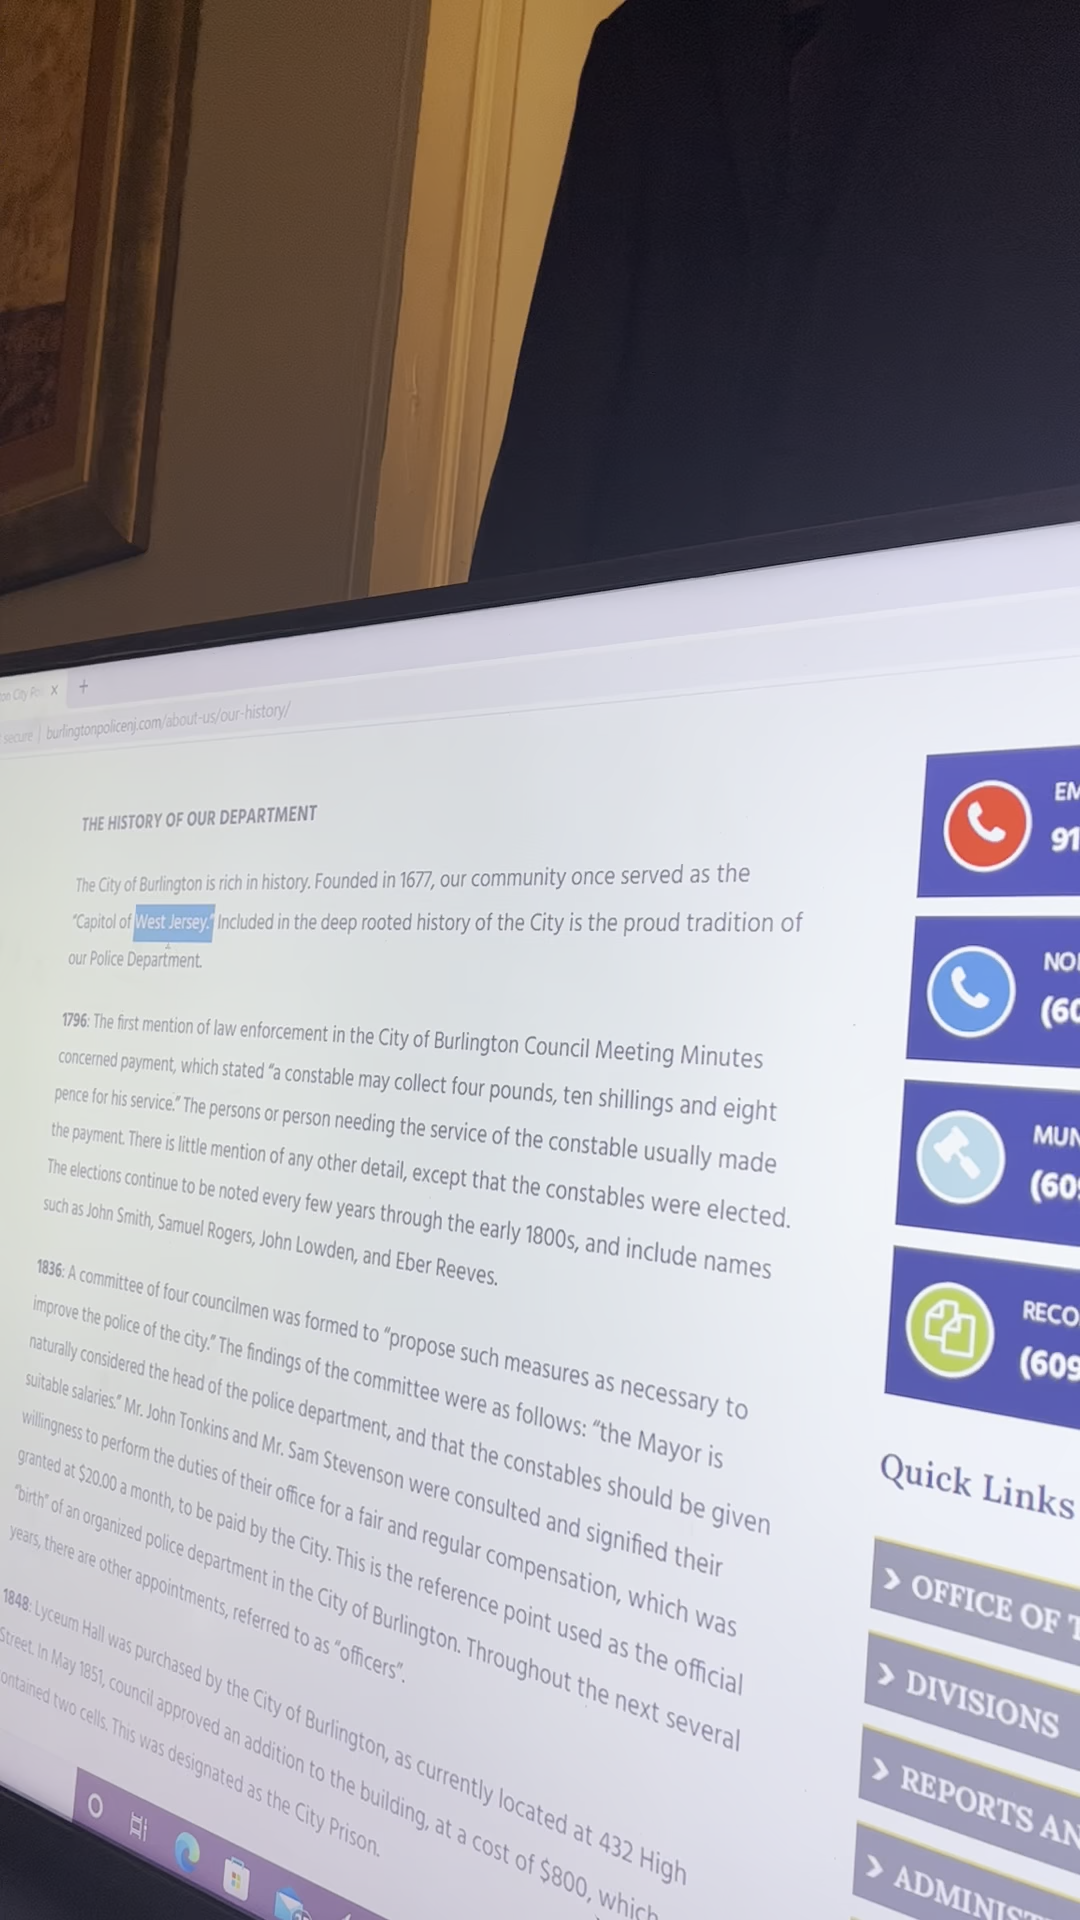 on City Po
secure | burlingtonpolicenj.com/about-us/our-history/
THE HISTORY OF OUR DEPARTMENT
The City of Burlington is rich in history. Founded in 1677, our community once served as the
"Capitol of West Jersey." Included in the deep rooted history of the City is the proud tradition of
our Police Department.
1796: The first mention of law enforcement in the City of Burlington Council Meeting Minutes
concerned payment, which stated "a constable may collect four pounds, ten shillings and eight
pence for his service." The persons or person needing the service of the constable usually made
the payment. There is little mention of any other detail, except that the constables were elected.
The elections continue to be noted every few years through the early 1800s, and include names
such as John Smith, Samuel Rogers, John Lowden, and Eber Reeves.
1836: A committee of four councilmen was formed to "propose such measures as necessary to
improve the police of the city." The findings of the committee were as follows: "the Mayor is
naturally considered the head of the police department, and that the constables should be given
suitable salaries." Mr. John Tonkins and Mr. Sam Stevenson were consulted and signified their
willingness to perform the duties of their office for a fair and regular compensation, which was
granted at $20.00 a month, to be paid by the City. This is the reference point used as the official
"birth" of an organized police department in the City of Burlington. Throughout the next several
years, there are other appointments, referred to as "officers".
1848: Lyceum Hall was purchased by the City of Burlington, as currently located at 432 High
Street. In May 1851, council approved an addition to the building, at a cost of $800, which
ontained two cells. This was designated as the City Prison.
EM
91
NO
(60
MUN
(609
RECO
(609
Quick Links
OFFICE OF T
DIVISIONS
REPORTS AN
ADMINIST